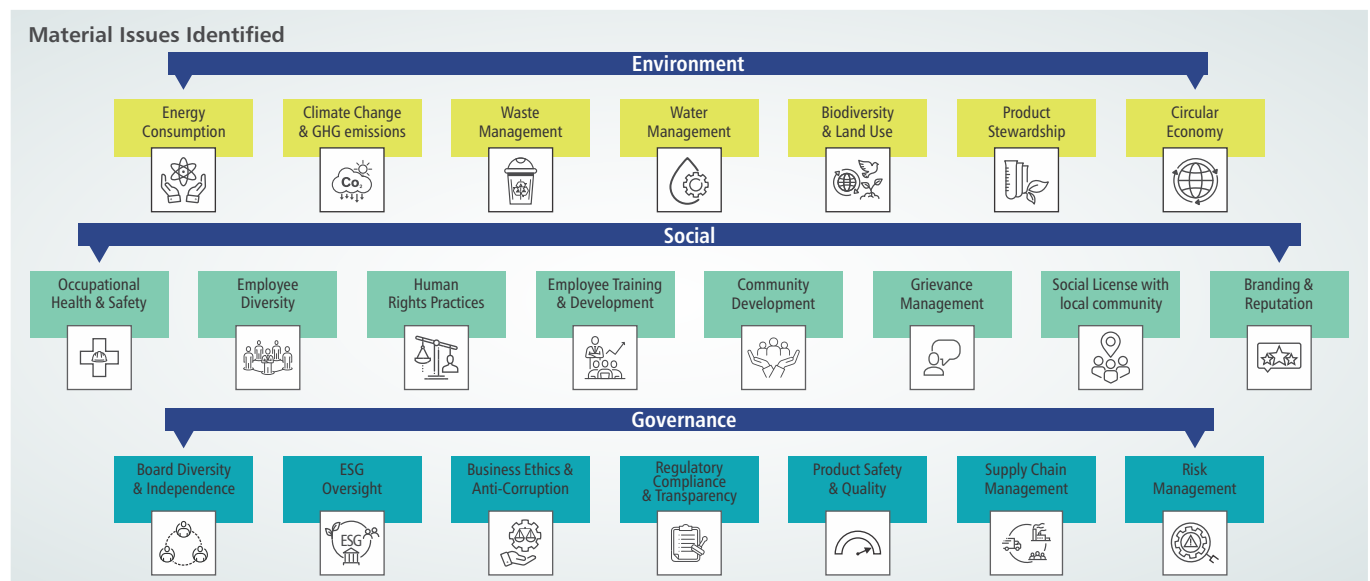 Material Issues Identified
Environment
Energy
Consumption
Climate Change
& GHG emissions
Waste
Management
Water
Management
Biodiversity
& Land Use
Product
Stewardship
Circular
Economy
Co₂
Social
Occupational
Health & Safety
Employee
Diversity
Human
Rights Practices
Employee Training
& Development
Community
Development
Grievance
Management
Social License with
local community
Branding &
Reputation
Governance
Board Diversity
& Independence
ESG
Oversight
Business Ethics &
Anti-Corruption
Regulatory
Compliance
& Transparency
Product Safety
& Quality
Supply Chain
Management
Risk
Management
ESG